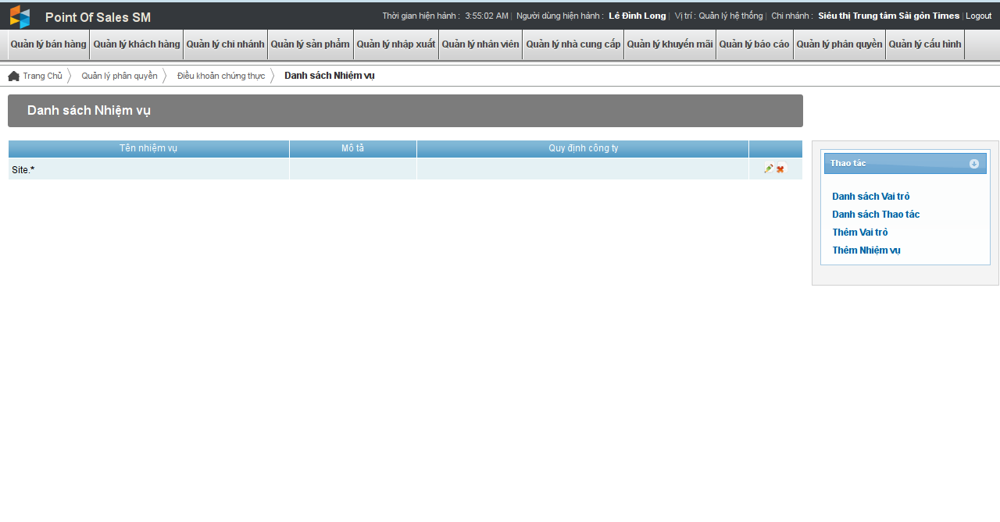 Point Of Sales SM
Thời gian hiện hành : 3:55:02 AM | Người dùng hiện hành : Lê Đình Long | Vị trí : Quản lý hệ thống | Chi nhánh : Siêu thị Trung tâm Sài gòn Times | Logout
Quản lý bán hàng Quản lý khách hàng Quản lý chi nhánh Quản lý sản phẩm Quản lý nhập xuất Quản lý nhân viên Quản lý nhà cung cấp Quản lý khuyến mãi Quản lý báo cáo Quản lý phân quyền Quản lý cấu hình
Trang Chủ Quản lý phân quyền Điều khoản chứng thực Danh sách Nhiệm vụ
Danh sách Nhiệm vụ
Tên nhiệm vụ Mô tả Quy định công ty
Site.*
Thao tác
Danh sách Vai trò
Danh sách Thao tác
Thêm Vai trò
Thêm Nhiệm vụ